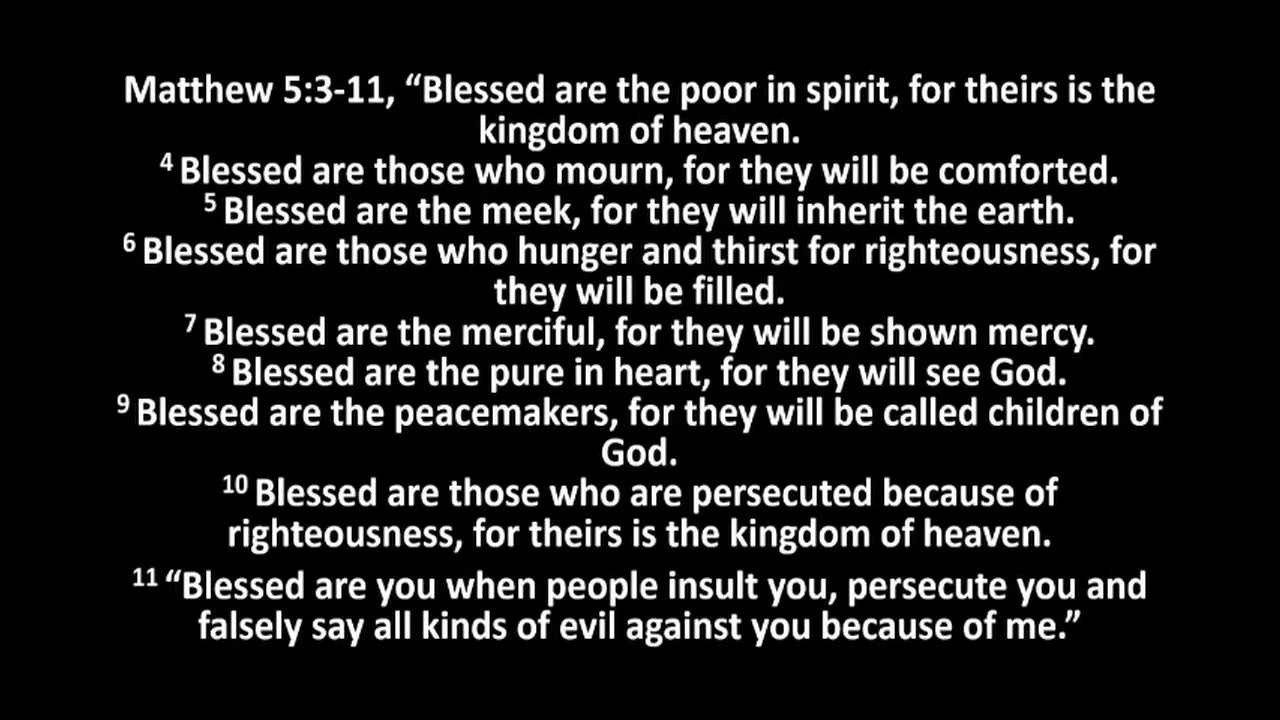 Matthew 5:3-11, “Blessed are the poor in spirit, for theirs is the
kingdom of heaven.
4 Blessed are those who mourn, for they will be comforted.
5 Blessed are the meek, for they will inherit the earth.
6 Blessed are those who hunger and thirst for righteousness, for
they will be filled.
7 Blessed are the merciful, for they will be shown mercy.
8 Blessed are the pure in heart, for they will see God.
9 Blessed are the peacemakers, for they will be called children of
God.
10 Blessed are those who are persecuted because of
righteousness, for theirs is the kingdom of heaven.
11 “Blessed are you when people insult you, persecute you and
falsely say all kinds of evil against you because of me.”